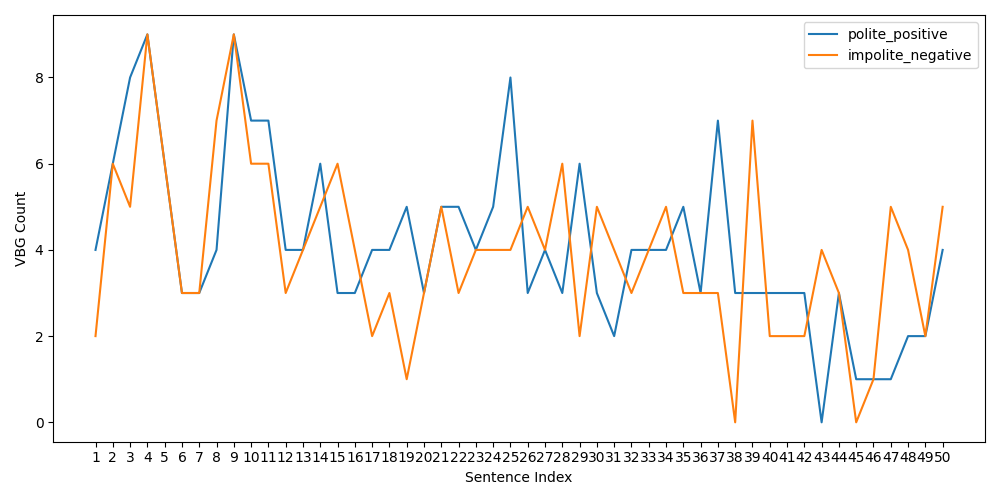 polite_positive
impolite_negative
VBG Count
8
6
4
2
0
1 2 3 4 5 6 7 8 9 10 11 12 13 14 15 16 17 18 19 20 21 22 23 24 25 26 27 28 29 30 31 32 33 34 35 36 37 38 39 40 41 42 43 44 45 46 47 48 49 50
Sentence Index